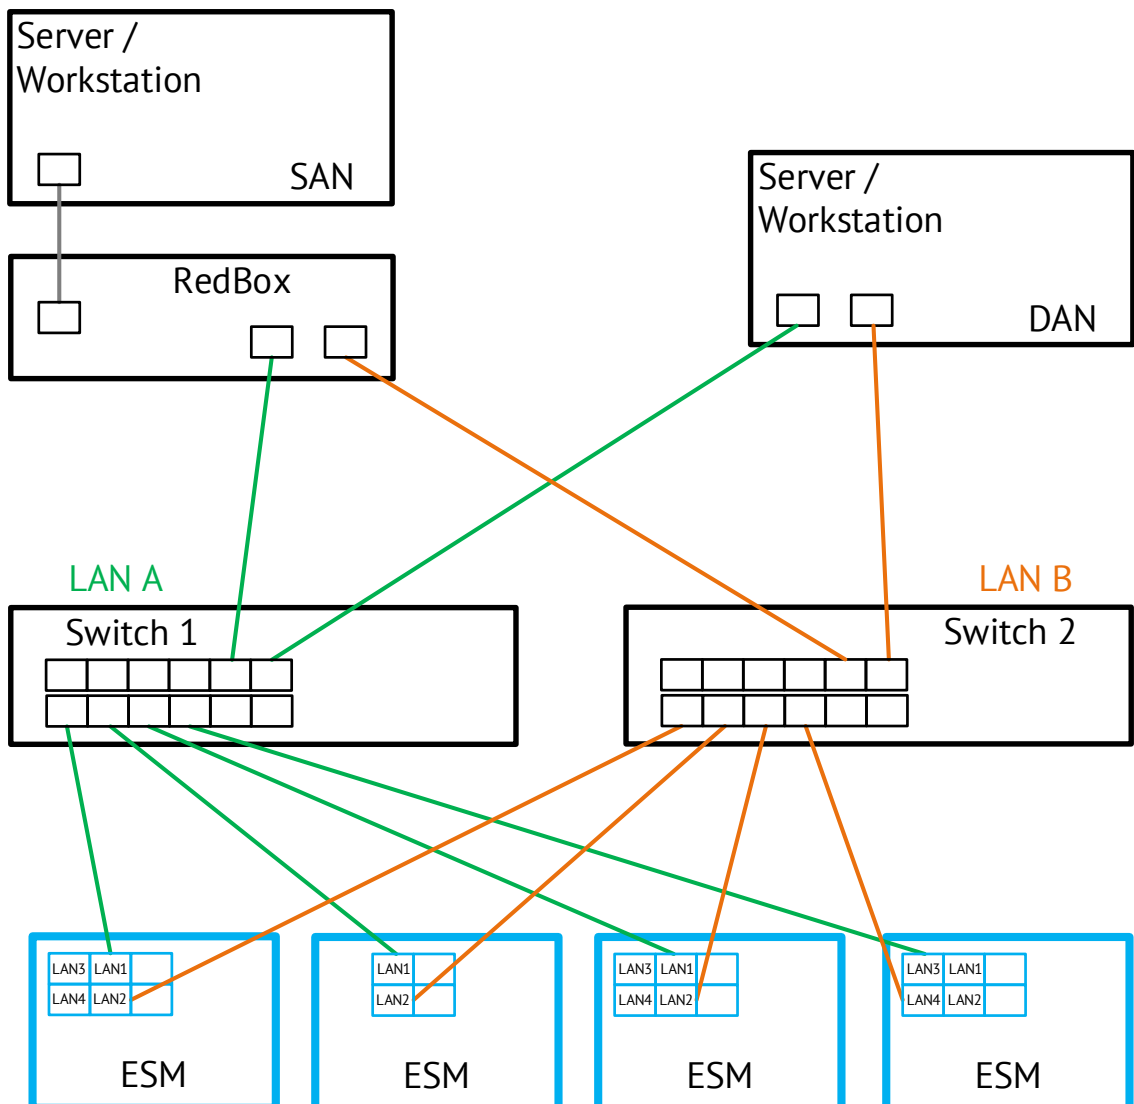 Server /
Workstation
SAN
Server /
Workstation
DAN
RedBox
LAN A
LAN B
Switch 1
Switch 2
LAN3 LAN1
LAN4 LAN2
ESM
LAN1
LAN2
ESM
LAN3 LAN1
LAN4 LAN2
ESM
LAN3 LAN1
LAN4 LAN2
ESM